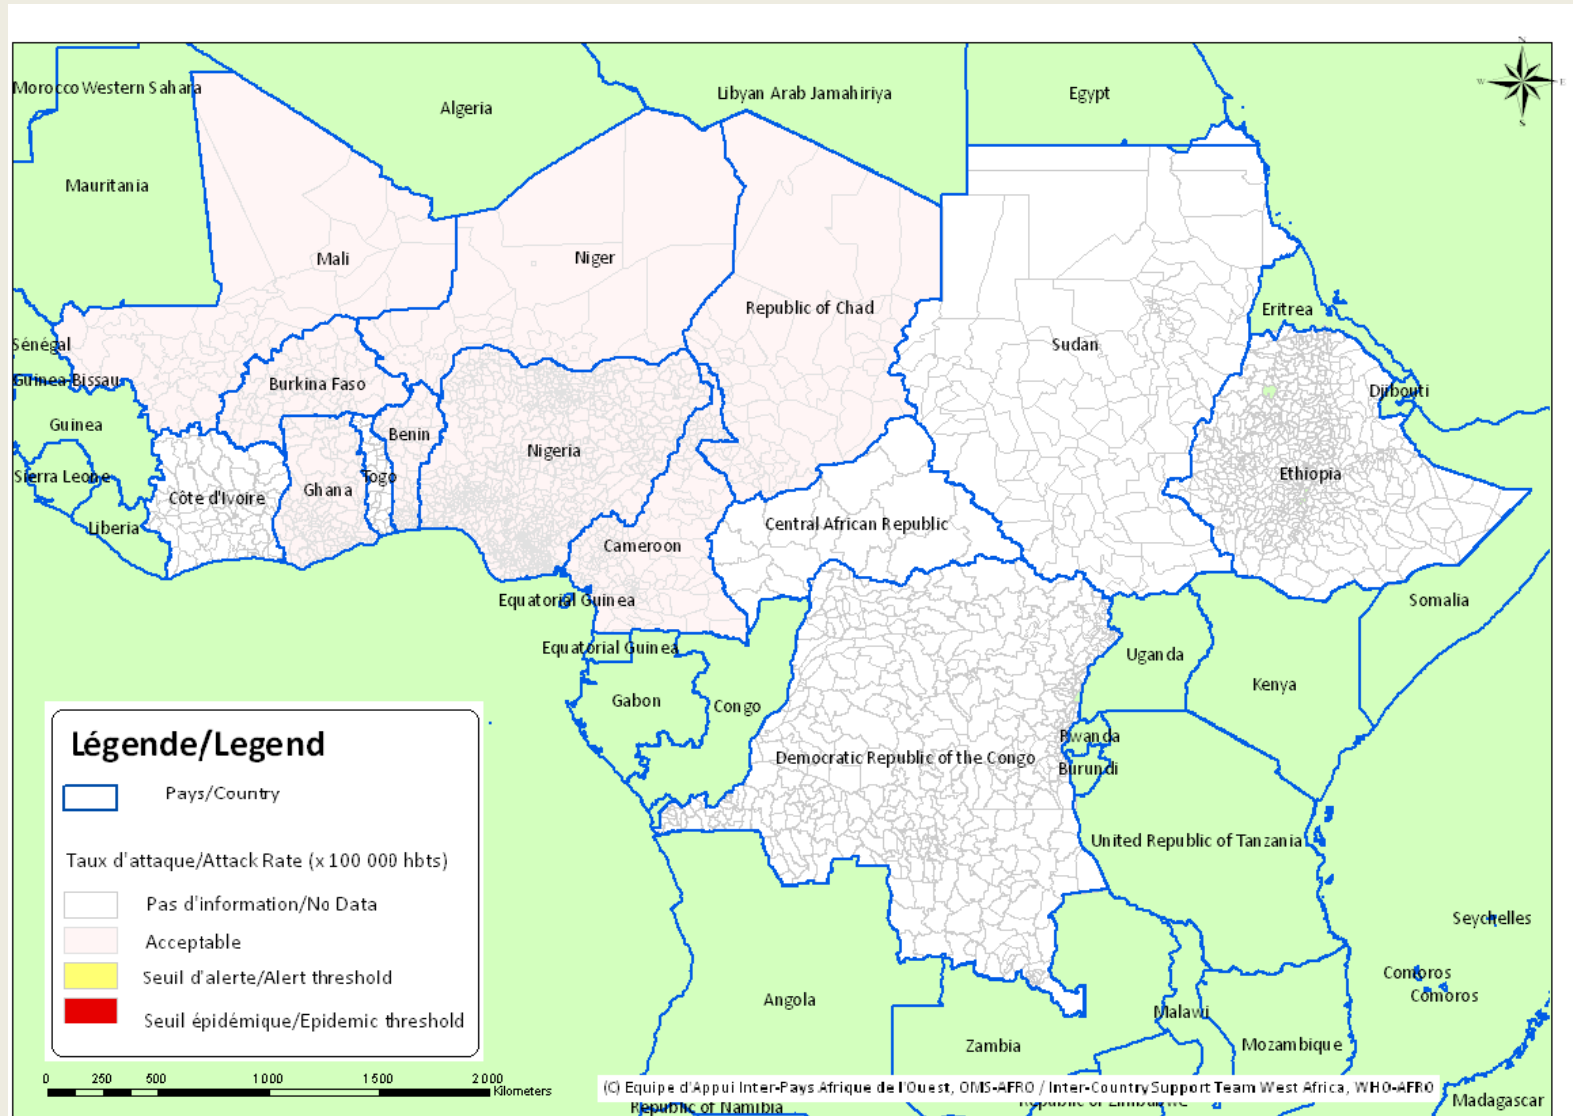 N
W E
S
Morocco Western Sahara
Algeria
Libyan Arab Jamahiriya
Egypt
Mauritania
Mali
Niger
Republic of Chad
Sudan
Eritrea
Sénégal
Guinea-Bissau
Burkina Faso
Djibouti
Guinea
Benin
Nigeria
Sierra Leone
Togo
Ethiopia
Ghana
Côte d'Ivoire
Liberia
Central African Republic
Cameroon
Equatorial Guinea
Somalia
Equatorial Guinea
Uganda
Kenya
Gabon
Congo
Rwanda
Democratic Republic of the Congo
Burundi
United Republic of Tanzania
Seychelles
Comoros
Comoros
Angola
Malawi
Zambia
Mozambique
Madagascar
Republic of Namibia
Republic of Zimbabwe
Légende/Legend
Pays/Country
Taux d'attaque/Attack Rate (x 100 000 hbts)
Pas d'information/No Data
Acceptable
Seuil d'alerte/Alert threshold
Seuil épidémique/Epidemic threshold
0 250 500 1 000 1 500 2 000
Kilometers
(C) Equipe d'Appui Inter-Pays Afrique de l'Ouest, OMS-AFRO / Inter-Country Support Team West Africa, WHO-AFRO